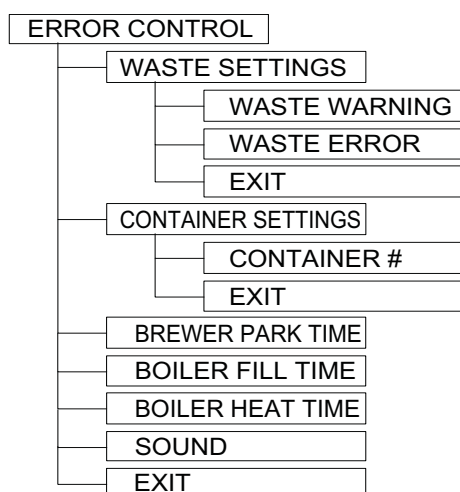 ERROR CONTROL
WASTE SETTINGS
WASTE WARNING
WASTE ERROR
EXIT
CONTAINER SETTINGS
CONTAINER #
EXIT
BREWER PARK TIME
BOILER FILL TIME
BOILER HEAT TIME
SOUND
EXIT